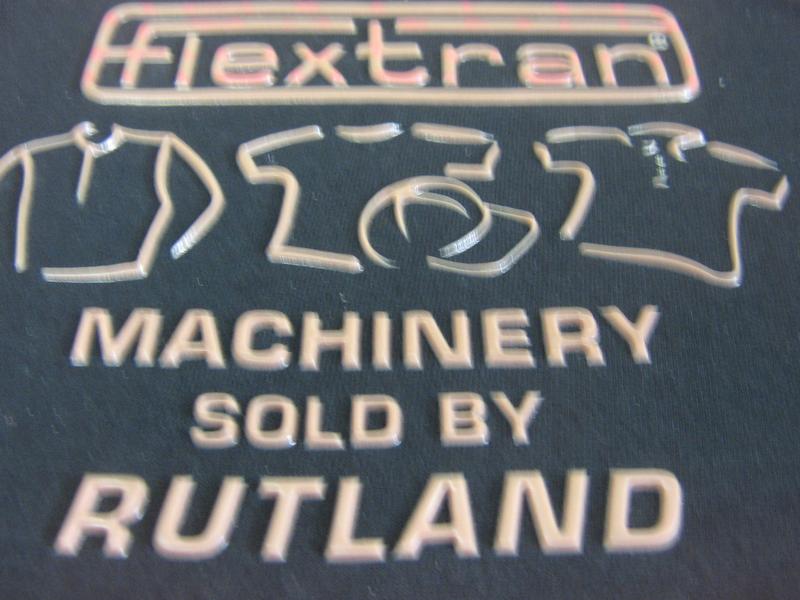 flextran®
MACHINERY
SOLD BY
RUTLAND